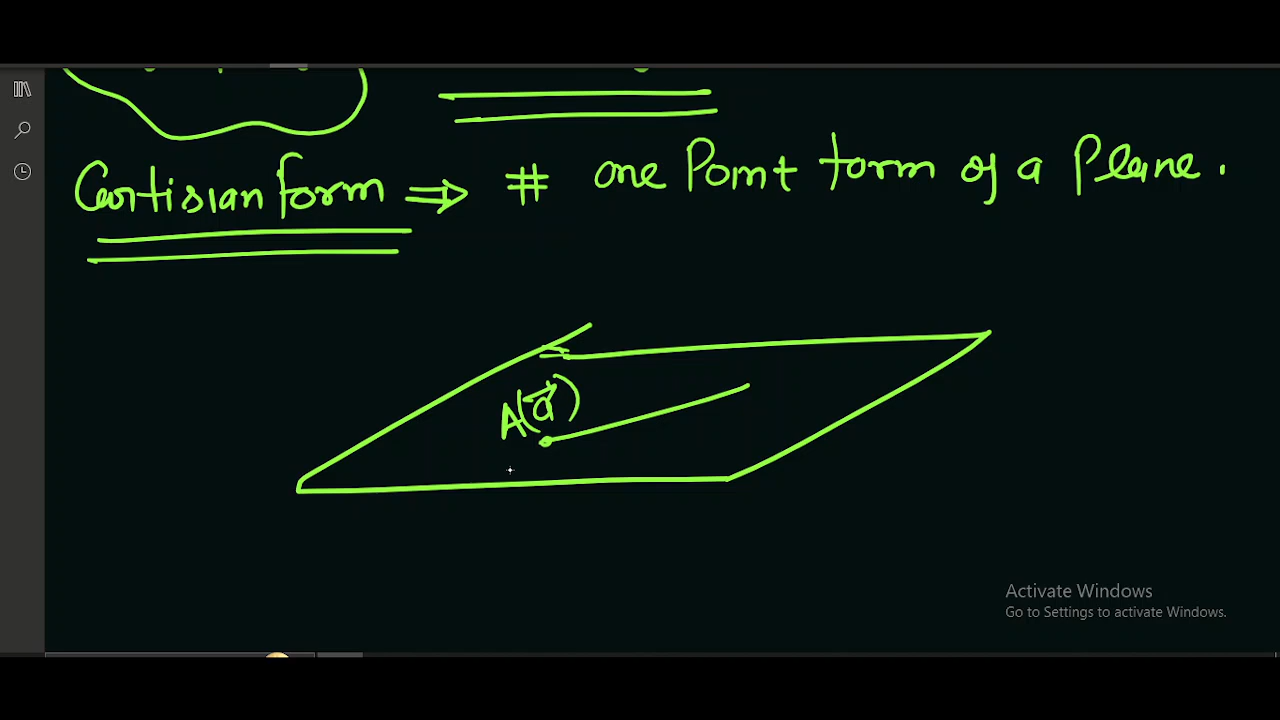 Cartisian form ⇒ # one Point form of a Plane.
A(a⃗)
Activate Windows
Go to Settings to activate Windows.